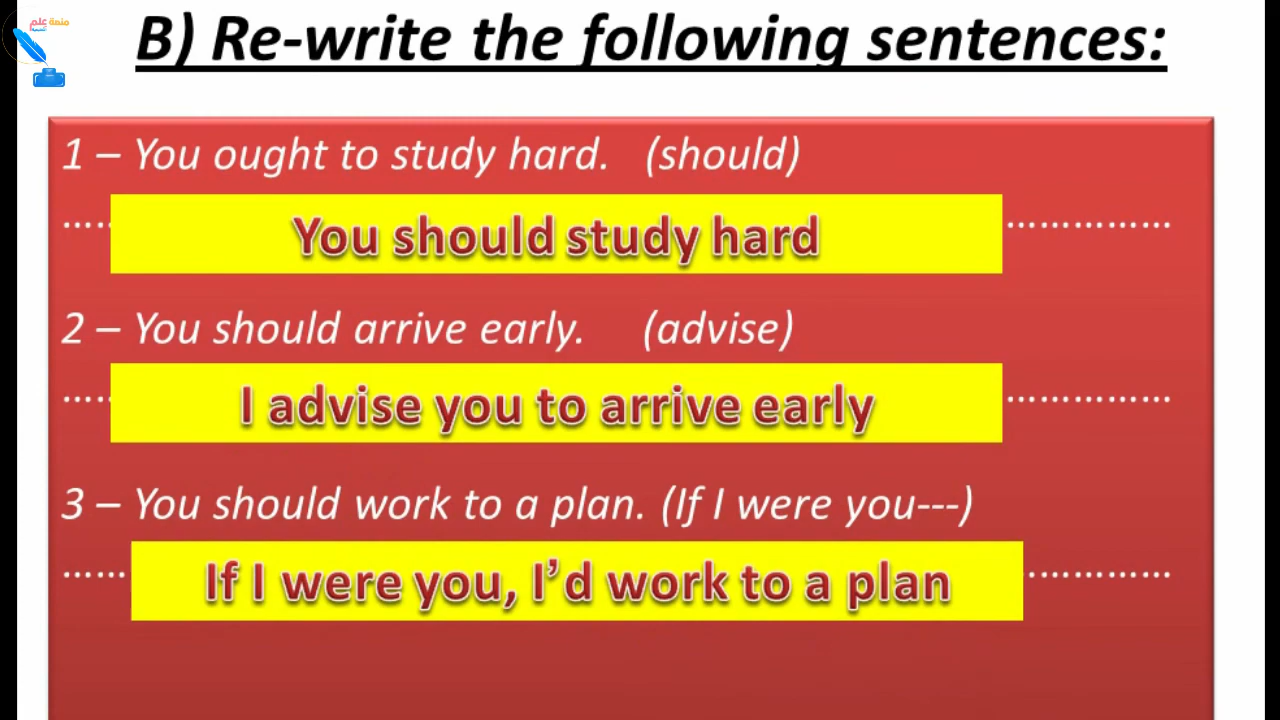 منصة علم
B) Re-write the following sentences:
1 – You ought to study hard. (should)
You should study hard
2 – You should arrive early. (advise)
I advise you to arrive early
3 – You should work to a plan. (If I were you---)
If I were you, I’d work to a plan